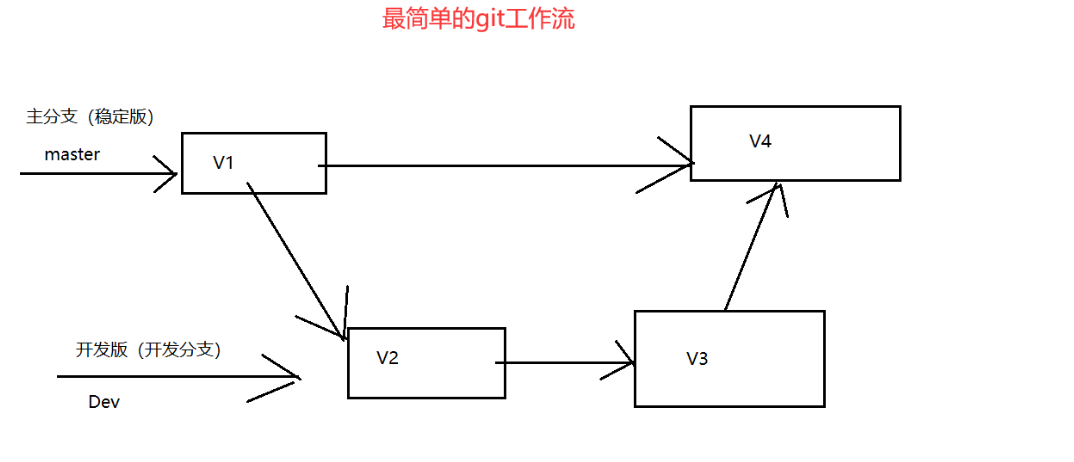 最简单的git工作流
主分支（稳定版）
master
V1
V4
开发版（开发分支）
Dev
V2
V3